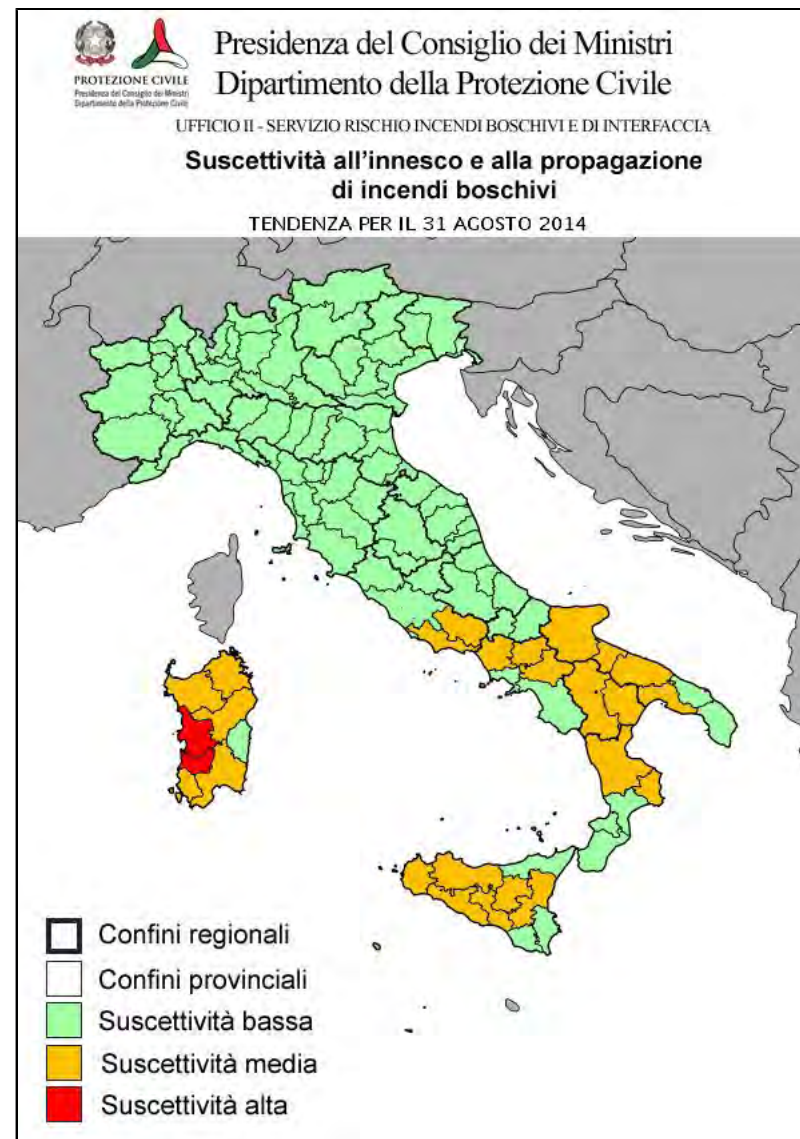 Presidenza del Consiglio dei Ministri
Dipartimento della Protezione Civile
PROTEZIONE CIVILE
Presidenza del Consiglio dei Ministri
Dipartimento della Protezione Civile
UFFICIO II - SERVIZIO RISCHIO INCENDI BOSCHIVI E DI INTERFACCIA
Suscettività all'innesco e alla propagazione
di incendi boschivi
TENDENZA PER IL 31 AGOSTO 2014
Confini regionali
Confini provinciali
Suscettività bassa
Suscettività media
Suscettività alta